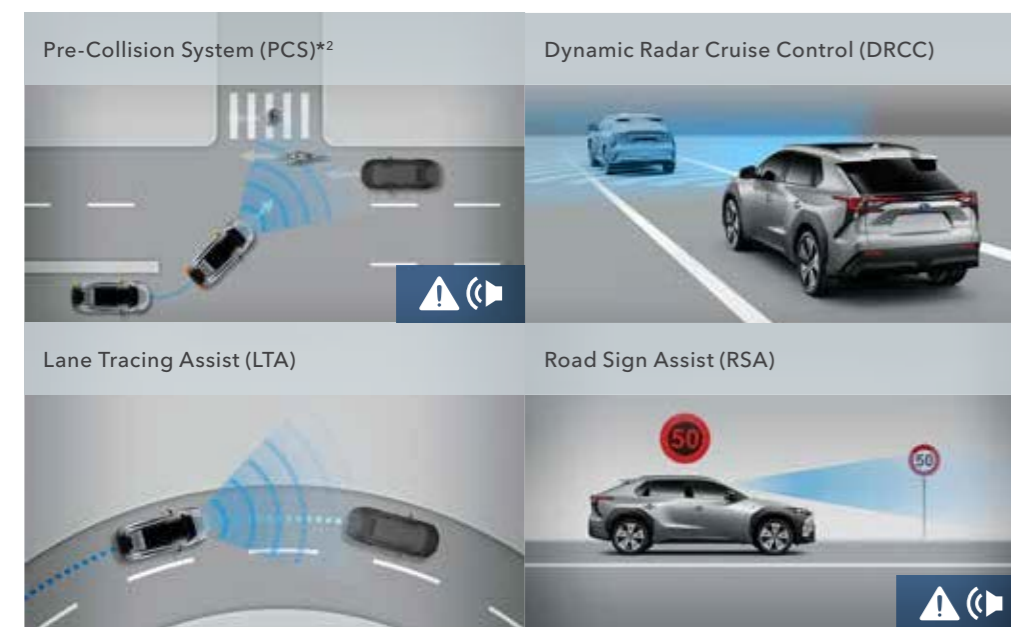 Pre-Collision System (PCS)*2
Dynamic Radar Cruise Control (DRCC)
Lane Tracing Assist (LTA)
Road Sign Assist (RSA)
50
50